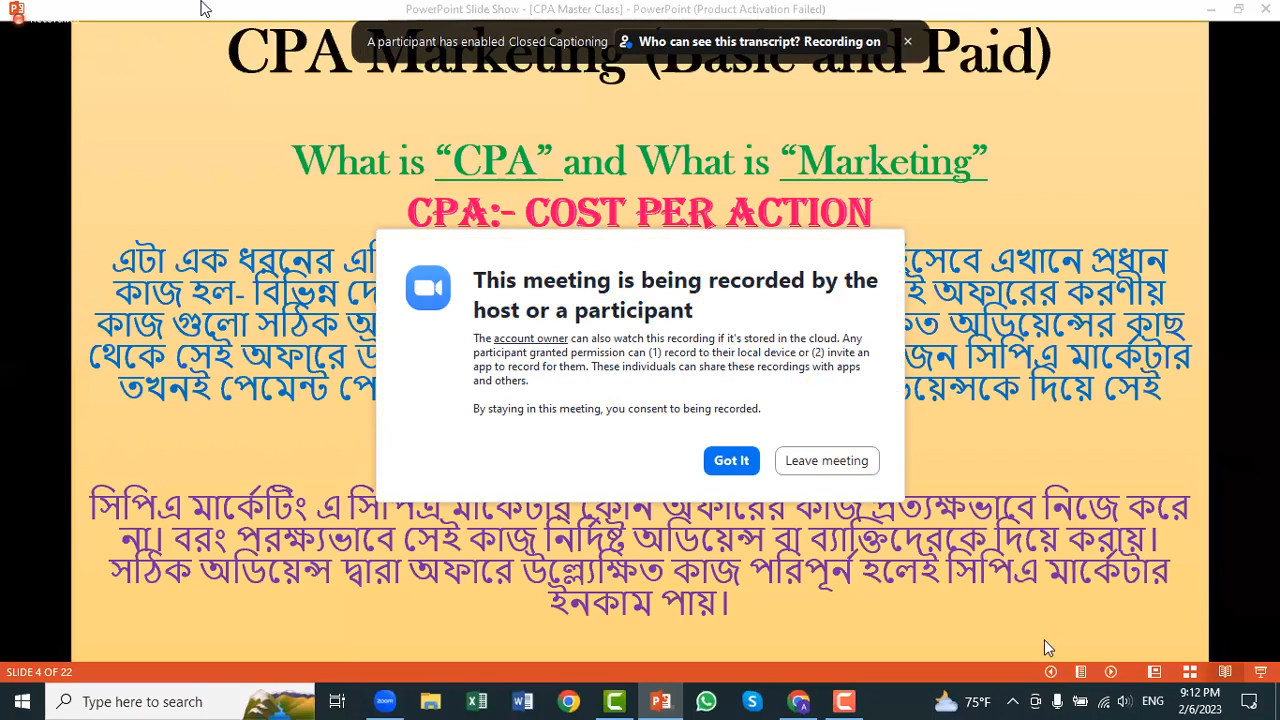 PowerPoint Slide Show - [CPA Master Class] - PowerPoint (Product Activation Failed)
A participant has enabled Closed Captioning Who can see this transcript? Recording on
CPA Marketing (Basic and Paid)
What is “CPA” and What is “Marketing”
CPA:- COST PER ACTION
এটা এক ধরনের এখানে প্রধান
কাজ হল- বিভিন্ন অফারের করণীয়
কাজ গুলো সঠিক অডিয়েন্সের কাছ
থেকে সেই অফারে সিপিএ মার্কেটার
তখনই পেমেন্ট দিয়ে সেই
This meeting is being recorded by the
host or a participant
The account owner can also watch this recording if it's stored in the cloud. Any
participant granted permission can (1) record to their local device or (2) invite an
app to record for them. These individuals can share these recordings with apps
and others.
By staying in this meeting, you consent to being recorded.
Got It Leave meeting
সিপিএ মার্কেটিং এ সিপিএ মার্কেটার কোন অফারের কাজ প্রত্যক্ষভাবে নিজে করে
না। বরং পরক্ষ্যভাবে সেই কাজ নির্দিষ্ট অডিয়েন্স বা ব্যাক্তিদেরকে দিয়ে করায়।
সঠিক অডিয়েন্স দ্বারা অফারে উল্ল্যেক্ষিত কাজ পরিপূর্ন হলেই সিপিএ মার্কেটার
ইনকাম পায়।
SLIDE 4 OF 22
Type here to search
zoom
75°F
ENG
9:12 PM
2/6/2023